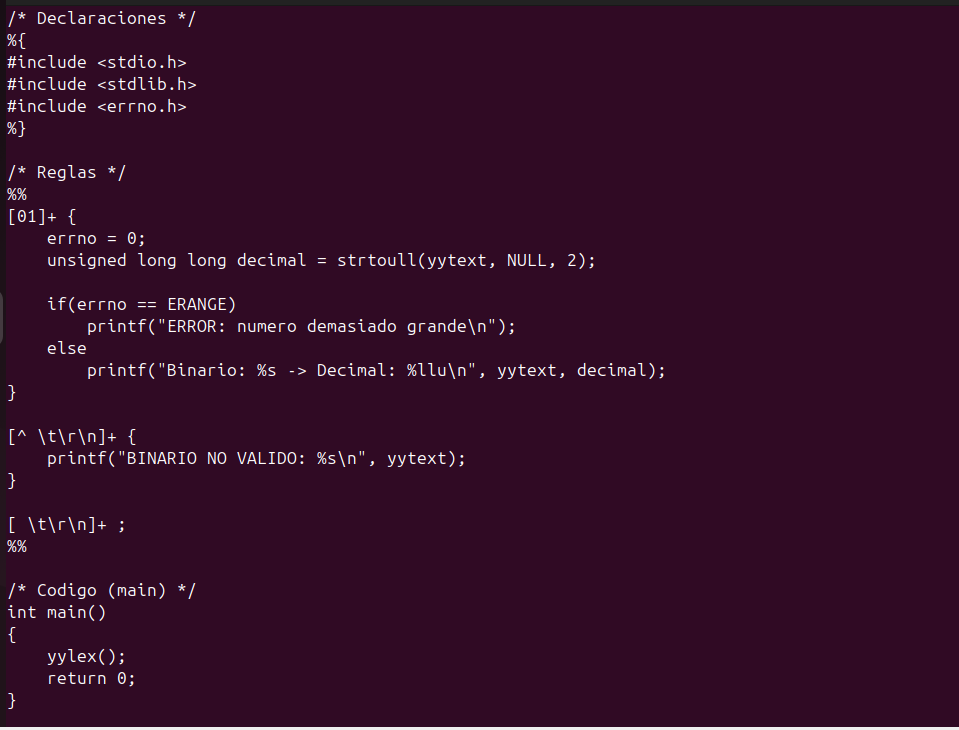 /* Declaraciones */
%{
#include <stdio.h>
#include <stdlib.h>
#include <errno.h>
%}

/* Reglas */
%%
[01]+ {
    errno = 0;
    unsigned long long decimal = strtoull(yytext, NULL, 2);

    if(errno == ERANGE)
        printf("ERROR: numero demasiado grande\n");
    else
        printf("Binario: %s -> Decimal: %llu\n", yytext, decimal);
}

[^ \t\r\n]+ {
    printf("BINARIO NO VALIDO: %s\n", yytext);
}

[ \t\r\n]+ ;
%%

/* Codigo (main) */
int main()
{
    yylex();
    return 0;
}